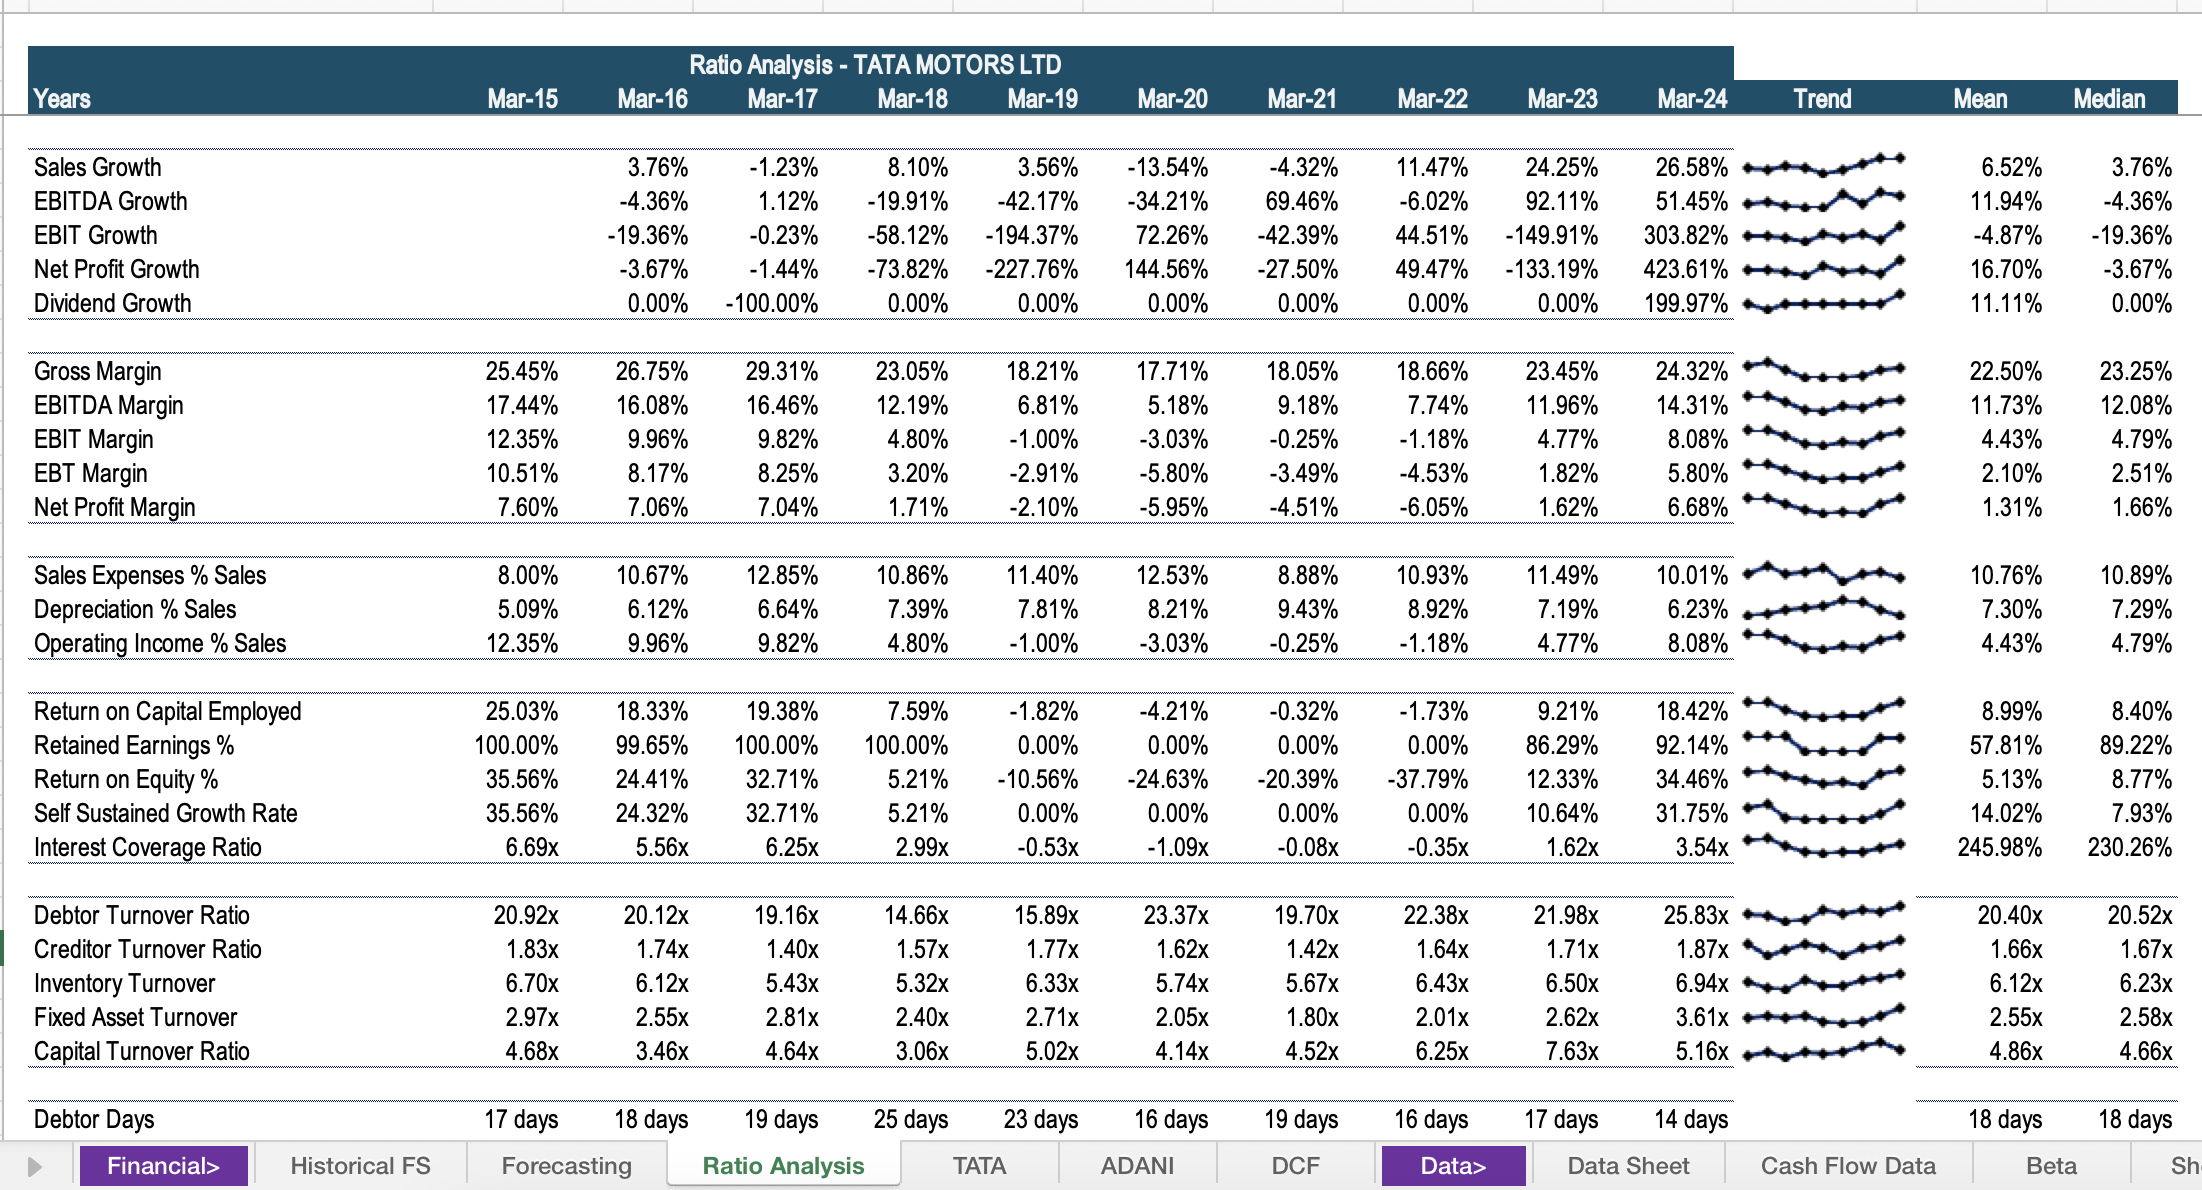 Ratio Analysis - TATA MOTORS LTD
Years Mar-15 Mar-16 Mar-17 Mar-18 Mar-19 Mar-20 Mar-21 Mar-22 Mar-23 Mar-24 Trend Mean Median
Sales Growth 3.76% -1.23% 8.10% 3.56% -13.54% -4.32% 11.47% 24.25% 26.58% 6.52% 3.76%
EBITDA Growth -4.36% 1.12% -19.91% -42.17% -34.21% 69.46% -6.02% 92.11% 51.45% 11.94% -4.36%
EBIT Growth -19.36% -0.23% -58.12% -194.37% 72.26% -42.39% 44.51% -149.91% 303.82% -4.87% -19.36%
Net Profit Growth -3.67% -1.44% -73.82% -227.76% 144.56% -27.50% 49.47% -133.19% 423.61% 16.70% -3.67%
Dividend Growth 0.00% -100.00% 0.00% 0.00% 0.00% 0.00% 0.00% 0.00% 199.97% 11.11% 0.00%
Gross Margin 25.45% 26.75% 29.31% 23.05% 18.21% 17.71% 18.05% 18.66% 23.45% 24.32% 22.50% 23.25%
EBITDA Margin 17.44% 16.08% 16.46% 12.19% 6.81% 5.18% 9.18% 7.74% 11.96% 14.31% 11.73% 12.08%
EBIT Margin 12.35% 9.96% 9.82% 4.80% -1.00% -3.03% -0.25% -1.18% 4.77% 8.08% 4.43% 4.79%
EBT Margin 10.51% 8.17% 8.25% 3.20% -2.91% -5.80% -3.49% -4.53% 1.82% 5.80% 2.10% 2.51%
Net Profit Margin 7.60% 7.06% 7.04% 1.71% -2.10% -5.95% -4.51% -6.05% 1.62% 6.68% 1.31% 1.66%
Sales Expenses % Sales 8.00% 10.67% 12.85% 10.86% 11.40% 12.53% 8.88% 10.93% 11.49% 10.01% 10.76% 10.89%
Depreciation % Sales 5.09% 6.12% 6.64% 7.39% 7.81% 8.21% 9.43% 8.92% 7.19% 6.23% 7.30% 7.29%
Operating Income % Sales 12.35% 9.96% 9.82% 4.80% -1.00% -3.03% -0.25% -1.18% 4.77% 8.08% 4.43% 4.79%
Return on Capital Employed 25.03% 18.33% 19.38% 7.59% -1.82% -4.21% -0.32% -1.73% 9.21% 18.42% 8.99% 8.40%
Retained Earnings % 100.00% 99.65% 100.00% 100.00% 0.00% 0.00% 0.00% 0.00% 86.29% 92.14% 57.81% 89.22%
Return on Equity % 35.56% 24.41% 32.71% 5.21% -10.56% -24.63% -20.39% -37.79% 12.33% 34.46% 5.13% 8.77%
Self Sustained Growth Rate 35.56% 24.32% 32.71% 5.21% 0.00% 0.00% 0.00% 0.00% 10.64% 31.75% 14.02% 7.93%
Interest Coverage Ratio 6.69x 5.56x 6.25x 2.99x -0.53x -1.09x -0.08x -0.35x 1.62x 3.54x 245.98% 230.26%
Debtor Turnover Ratio 20.92x 20.12x 19.16x 14.66x 15.89x 23.37x 19.70x 22.38x 21.98x 25.83x 20.40x 20.52x
Creditor Turnover Ratio 1.83x 1.74x 1.40x 1.57x 1.77x 1.62x 1.42x 1.64x 1.71x 1.87x 1.66x 1.67x
Inventory Turnover 6.70x 6.12x 5.43x 5.32x 6.33x 5.74x 5.67x 6.43x 6.50x 6.94x 6.12x 6.23x
Fixed Asset Turnover 2.97x 2.55x 2.81x 2.40x 2.71x 2.05x 1.80x 2.01x 2.62x 3.61x 2.55x 2.58x
Capital Turnover Ratio 4.68x 3.46x 4.64x 3.06x 5.02x 4.14x 4.52x 6.25x 7.63x 5.16x 4.86x 4.66x
Debtor Days 17 days 18 days 19 days 25 days 23 days 16 days 19 days 16 days 17 days 14 days 18 days 18 days
Financial> Historical FS Forecasting Ratio Analysis TATA ADANI DCF Data> Data Sheet Cash Flow Data Beta